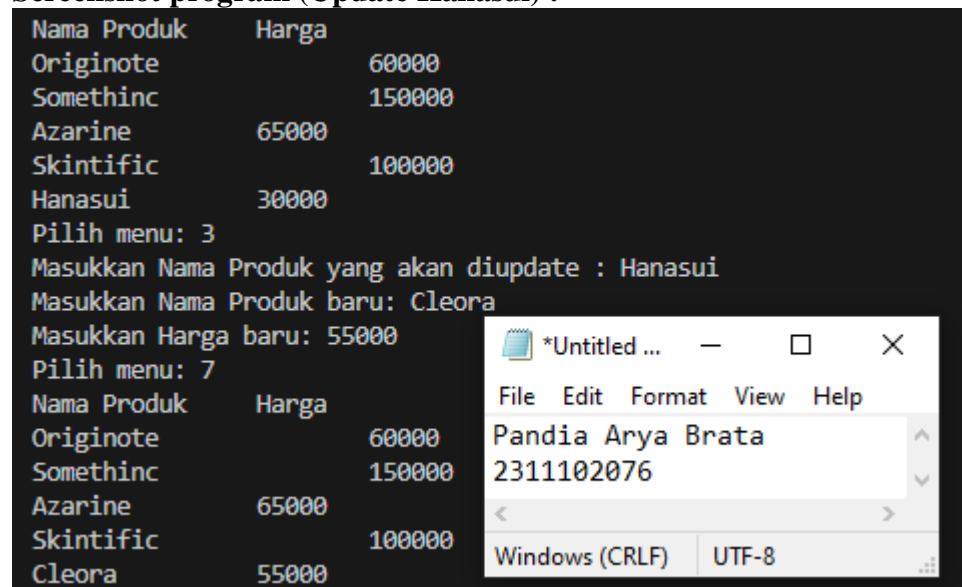 Screenshot program (Update Hanasui) :
Nama Produk Harga
Originote 60000
Somethinc 150000
Azarine 65000
Skintific 100000
Hanasui 30000
Pilih menu: 3
Masukkan Nama Produk yang akan diupdate : Hanasui
Masukkan Nama Produk baru: Cleora
Masukkan Harga baru: 55000
Pilih menu: 7
Nama Produk Harga
Originote 60000
Somethinc 150000
Azarine 65000
Skintific 100000
Cleora 55000
*Untitled ...
File Edit Format View Help
Pandia Arya Brata
2311102076
Windows (CRLF) UTF-8